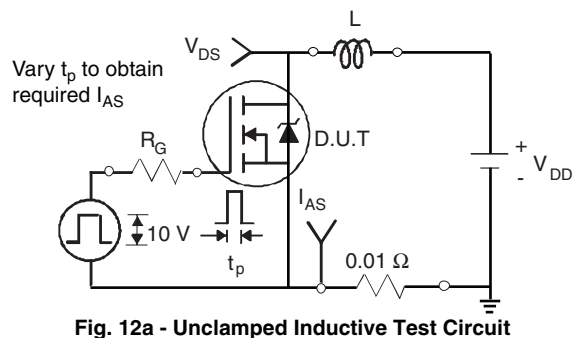 L
V_DS
Vary t_p to obtain
required I_AS
R_G
D.U.T
+
V_DD
-
I_AS
10 V
t_p
0.01 Ω
Fig. 12a - Unclamped Inductive Test Circuit